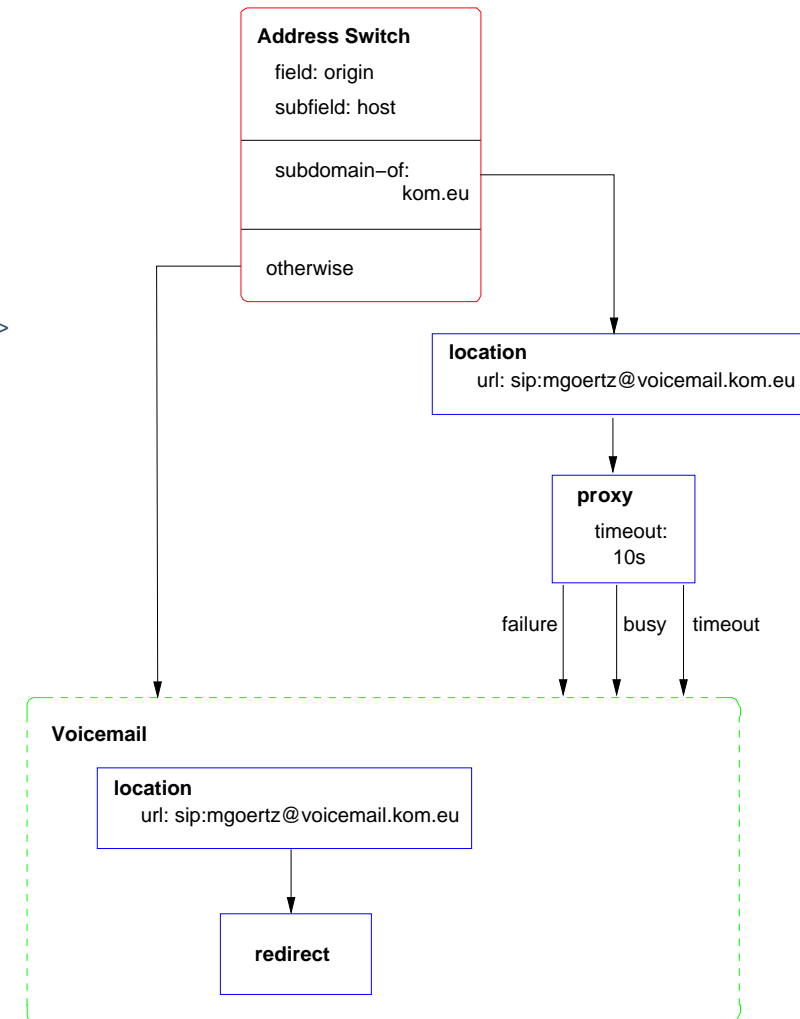 Address Switch
field: origin
subfield: host
subdomain−of:
kom.eu
otherwise
>
location
url: sip:mgoertz@voicemail.kom.eu
proxy
timeout:
10s
failure
busy
timeout
Voicemail
location
url: sip:mgoertz@voicemail.kom.eu
redirect